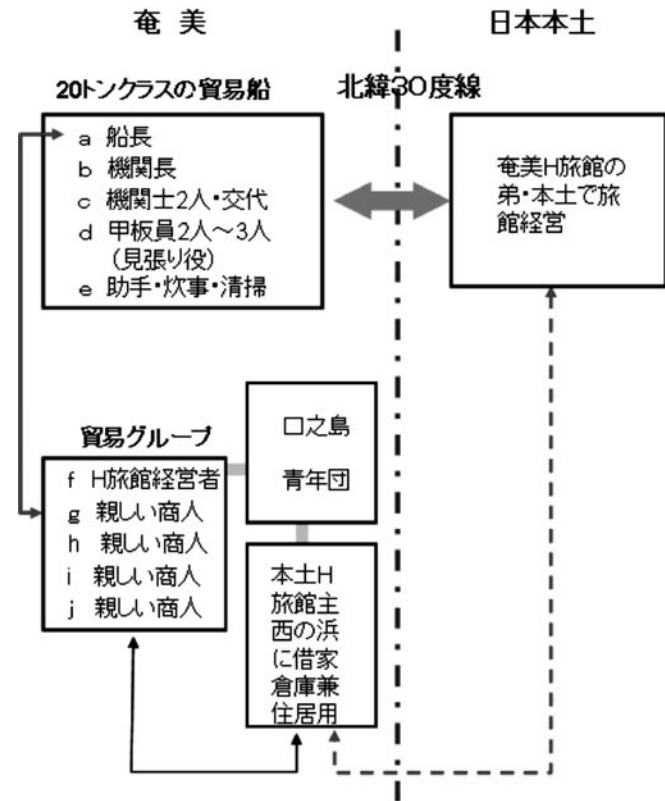 奄 美
日本本土
20トンクラスの貿易船
北緯30度線
a 船長
b 機関長
c 機関士2人・交代
d 甲板員2人～3人
(見張り役)
e 助手・炊事・清掃
奄美H旅館の
弟・本土で旅
館経営
貿易グループ
f H旅館経営者
g 親しい商人
h 親しい商人
i 親しい商人
j 親しい商人
口之島
青年団
本土H
旅館主
西の浜
に借家
倉庫兼
住居用